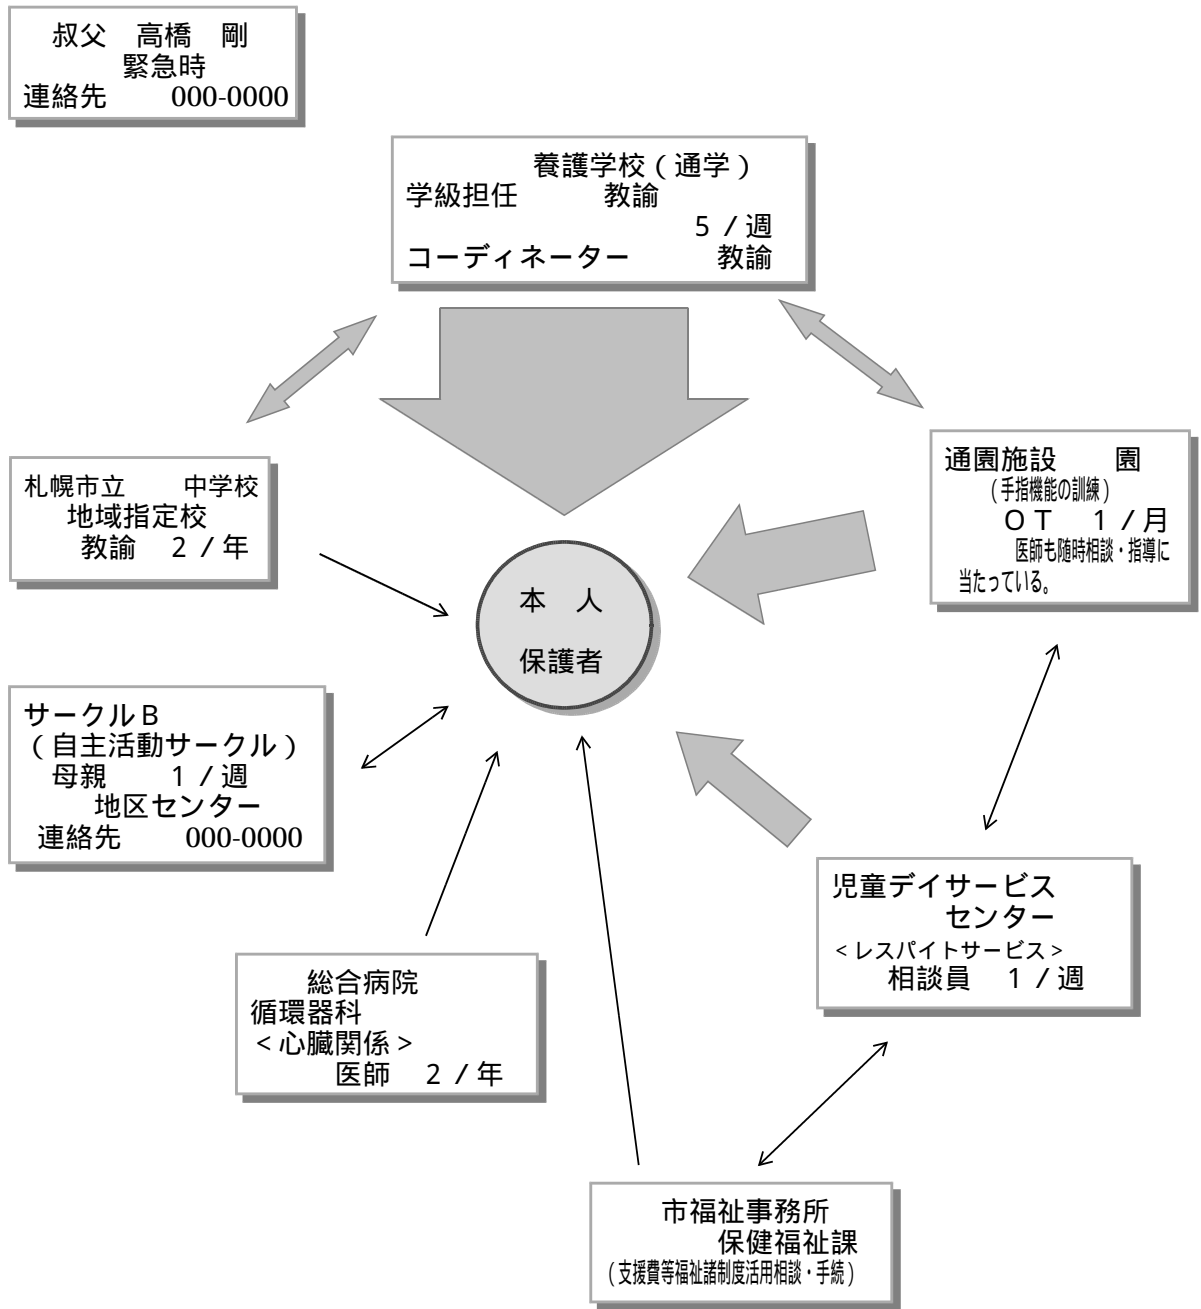 叔父　高橋　剛
緊急時
連絡先　　000-0000
養護学校（通学）
学級担任　　　教諭
５／週
コーディネーター　　　教諭
札幌市立　　中学校
地域指定校
教諭　２／年
通園施設　　園
（手指機能の訓練）
ＯＴ　１／月
医師も随時相談・指導に
当たっている。
本　人
保護者
サークルＢ
（自主活動サークル）
母親　　１／週
地区センター
連絡先　　000-0000
児童デイサービス
センター
＜レスパイトサービス＞
相談員　１／週
総合病院
循環器科
＜心臓関係＞
医師　２／年
市福祉事務所
保健福祉課
（支援費等福祉諸制度活用相談・手続）